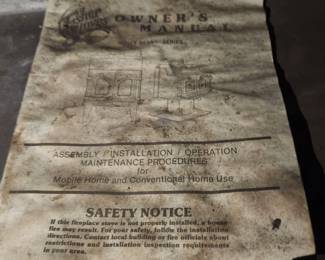 Fisher
OWNER'S
MANUAL
SERIES
ASSEMBLY / INSTALLATION / OPERATION
MAINTENANCE PROCEDURES
for
Mobile Home and Conventional Home Use
SAFETY NOTICE
If this fireplace stove is not properly installed, a house
fire may result. For your safety, follow the installation
directions. Contact local building or fire officials about
restrictions and installation inspection requirements
in your area.